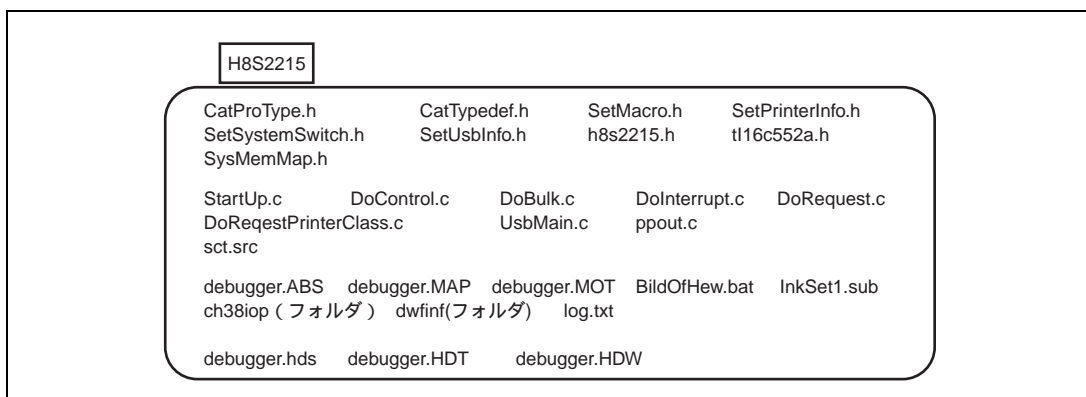 H8S2215
CatProType.h CatTypedef.h SetMacro.h SetPrinterInfo.h
SetSystemSwitch.h SetUsbInfo.h h8s2215.h tl16c552a.h
SysMemMap.h
StartUp.c DoControl.c DoBulk.c DoInterrupt.c DoRequest.c
DoReqestPrinterClass.c UsbMain.c ppout.c
sct.src
debugger.ABS debugger.MAP debugger.MOT BildOfHew.bat InkSet1.sub
ch38iop(フォルダ) dwfinf(フォルダ) log.txt
debugger.hds debugger.HDT debugger.HDW